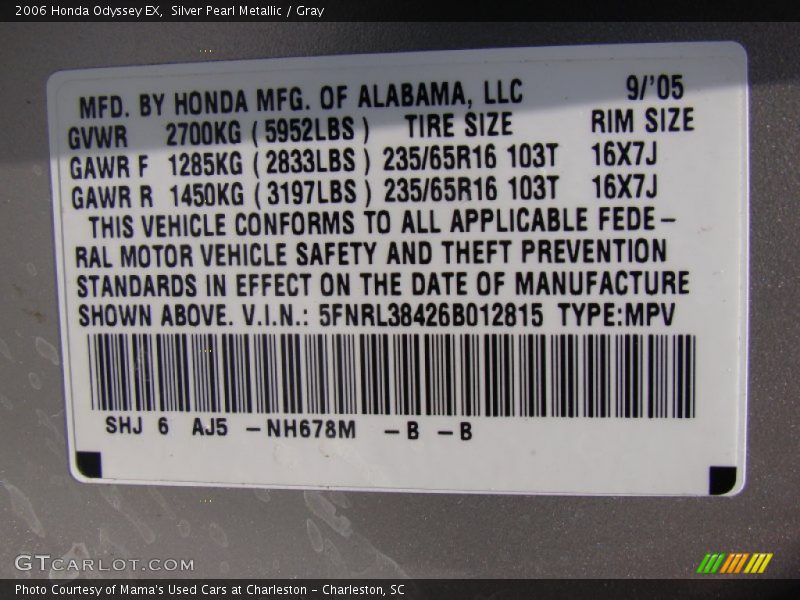 2006 Honda Odyssey EX,  Silver Pearl Metallic / Gray
MFD. BY HONDA MFG. OF ALABAMA, LLC 9/'05
GVWR 2700KG (5952LBS) TIRE SIZE RIM SIZE
GAWR F 1285KG (2833LBS) 235/65R16 103T 16X7J
GAWR R 1450KG (3197LBS) 235/65R16 103T 16X7J
THIS VEHICLE CONFORMS TO ALL APPLICABLE FEDE-
RAL MOTOR VEHICLE SAFETY AND THEFT PREVENTION
STANDARDS IN EFFECT ON THE DATE OF MANUFACTURE
SHOWN ABOVE. V.I.N.: 5FNRL38426B012815 TYPE:MPV
SHJ 6 AJ5 -NH678M -B -B
GTCARLOT.COM
Photo Courtesy of Mama's Used Cars at Charleston - Charleston, SC